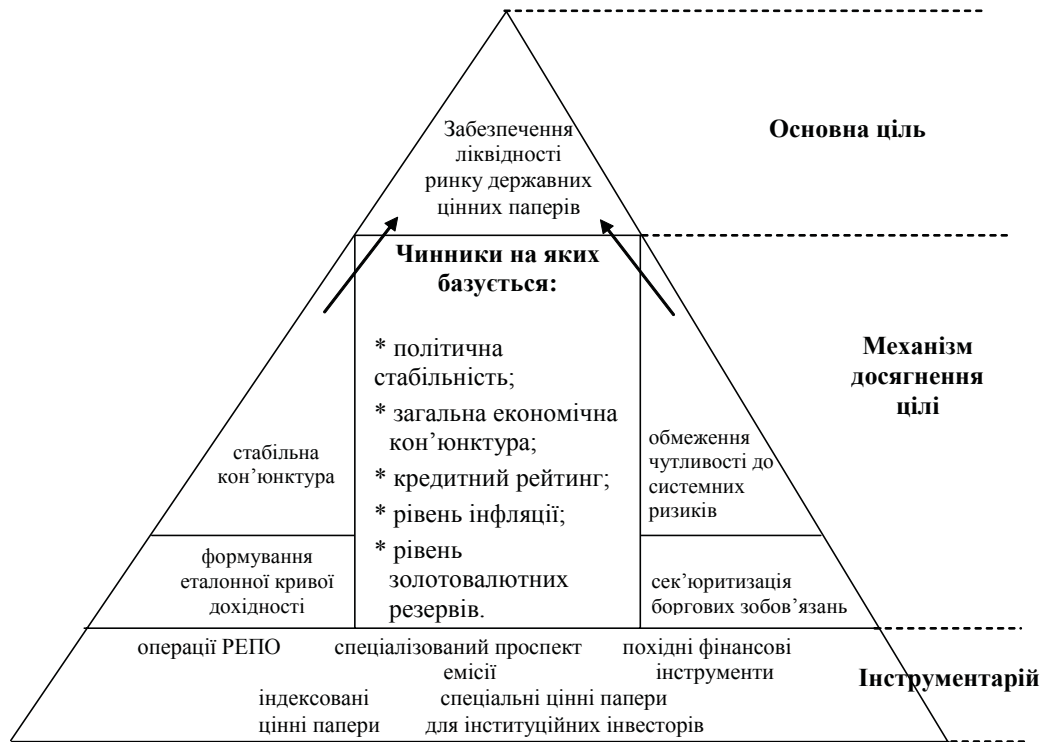 Забезпечення
ліквідності
ринку державних
цінних паперів
Основна ціль
Чинники на яких
базується:
* політична
стабільність;
* загальна економічна
кон’юнктура;
* кредитний рейтинг;
* рівень інфляції;
* рівень
золотовалютних
резервів.
стабільна
кон’юнктура
обмеження
чутливості до
системних
ризиків
Механізм
досягнення
цілі
формування
еталонної кривої
дохідності
сек’юритизація
боргових зобов’язань
операції РЕПО
спеціалізований проспект
емісії
похідні фінансові
інструменти
індексовані
цінні папери
спеціальні цінні папери
для інституційних інвесторів
Інструментарій